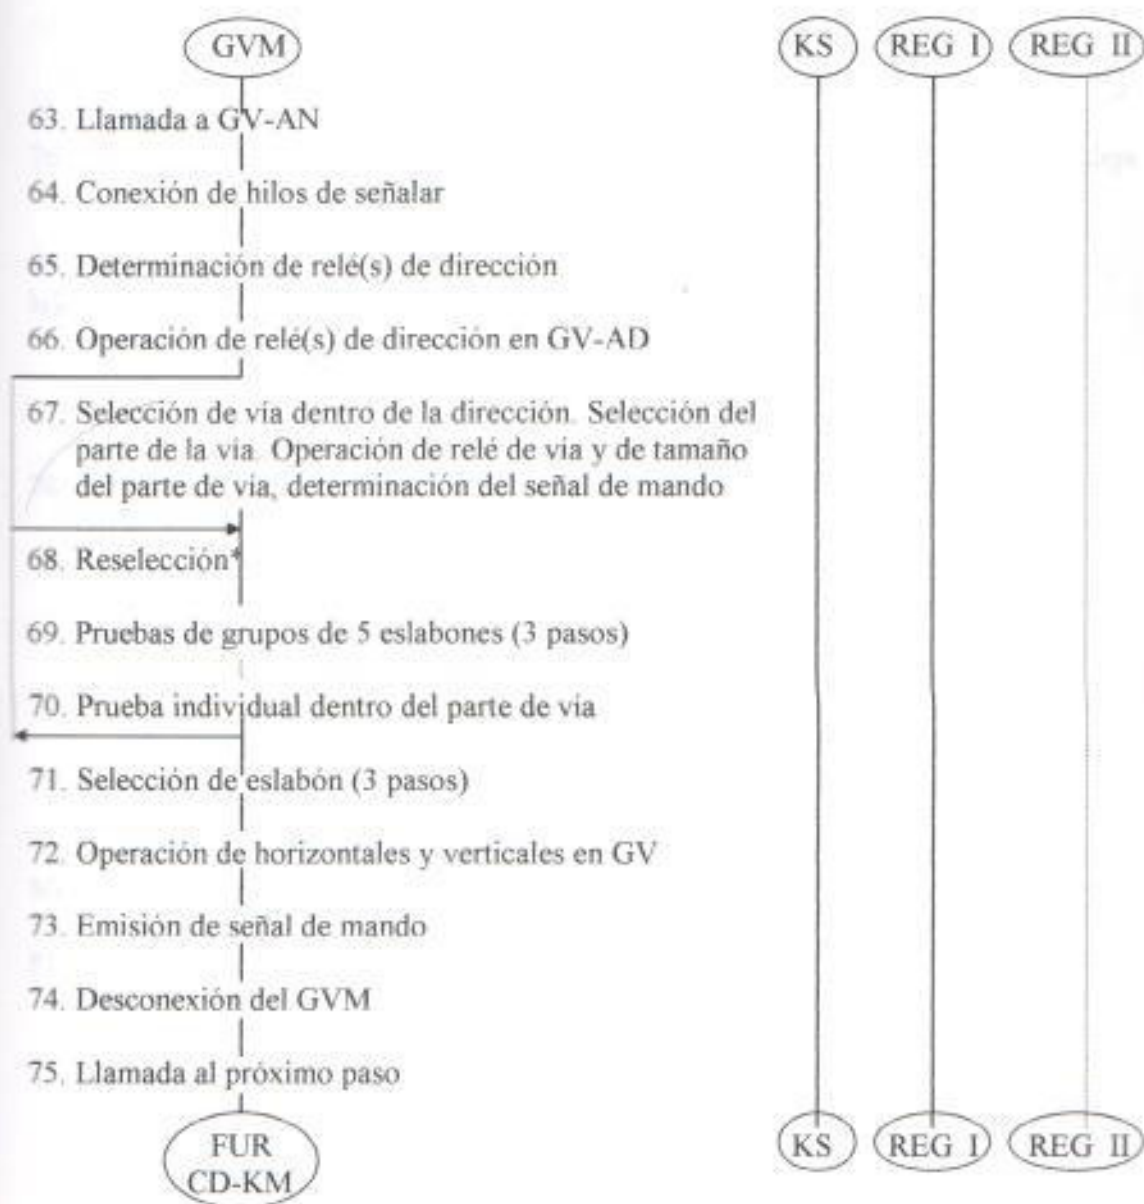 GVM KS REG I REG II
63. Llamada a GV-AN
64. Conexión de hilos de señalar
65. Determinación de relé(s) de dirección
66. Operación de relé(s) de dirección en GV-AD
67. Selección de vía dentro de la dirección. Selección del
parte de la vía. Operación de relé de vía y de tamaño
del parte de vía, determinación del señal de mando
68. Reselección*
69. Pruebas de grupos de 5 eslabones (3 pasos)
70. Prueba individual dentro del parte de vía
71. Selección de eslabón (3 pasos)
72. Operación de horizontales y verticales en GV
73. Emisión de señal de mando
74. Desconexión del GVM
75. Llamada al próximo paso
FUR
CD-KM
KS REG I REG II